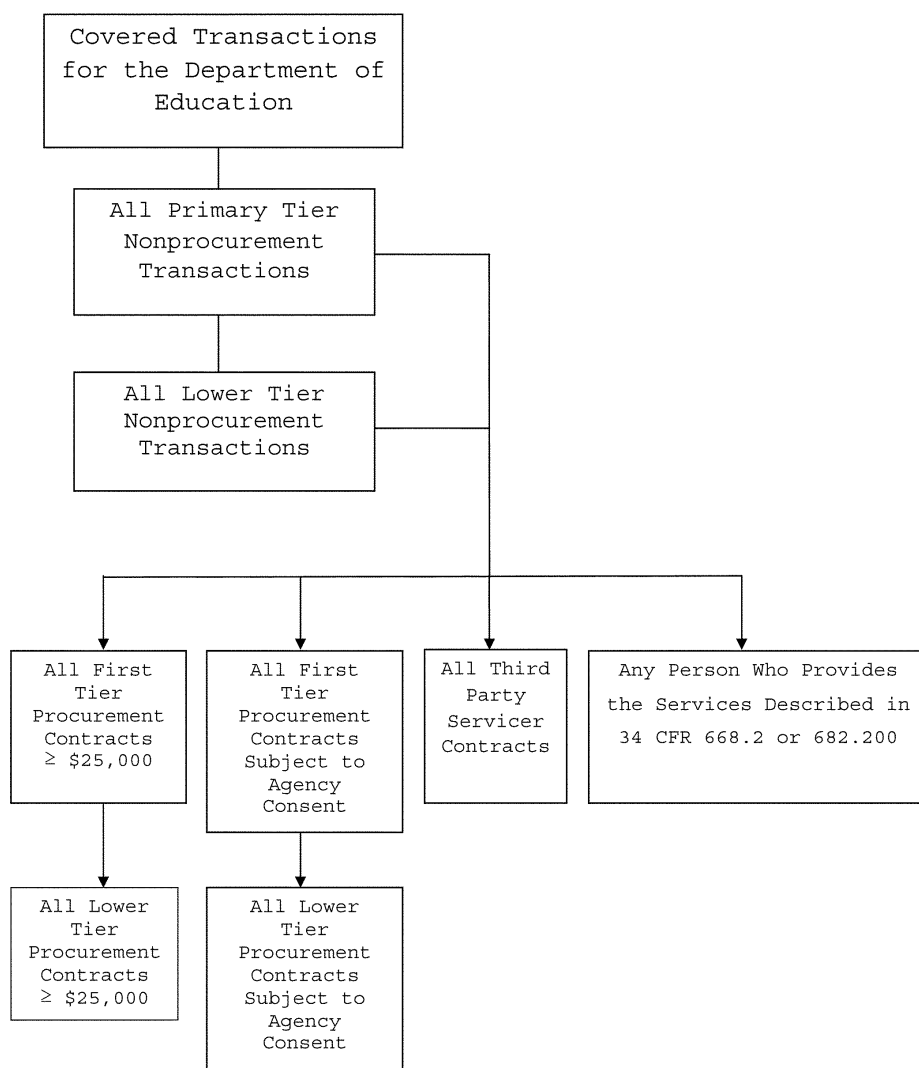 Covered Transactions
for the Department of
Education
All Primary Tier
Nonprocurement
Transactions
All Lower Tier
Nonprocurement
Transactions
All First
Tier
Procurement
Contracts
≥ $25,000
All First
Tier
Procurement
Contracts
Subject to
Agency
Consent
All Third
Party
Servicer
Contracts
Any Person Who Provides
the Services Described in
34 CFR 668.2 or 682.200
All Lower
Tier
Procurement
Contracts
≥ $25,000
All Lower
Tier
Procurement
Contracts
Subject to
Agency
Consent